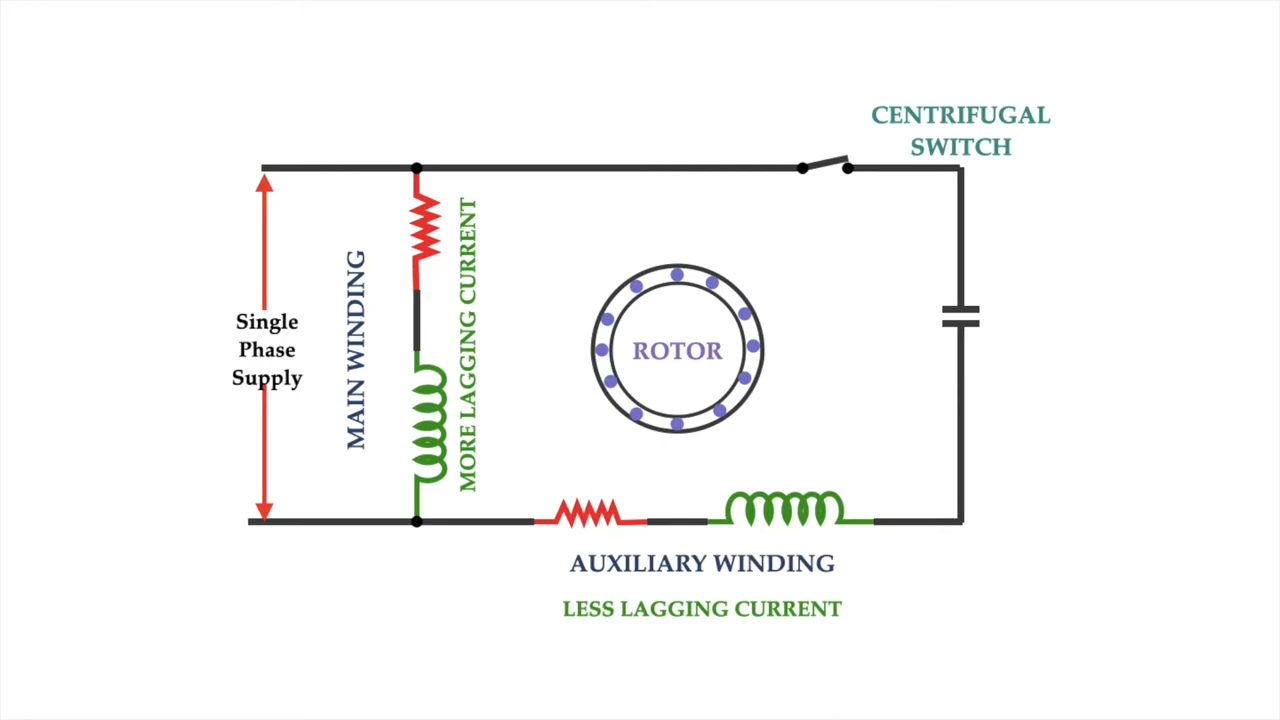 CENTRIFUGAL
SWITCH
Single
Phase
Supply
MAIN WINDING
MORE LAGGING CURRENT
ROTOR
AUXILIARY WINDING
LESS LAGGING CURRENT